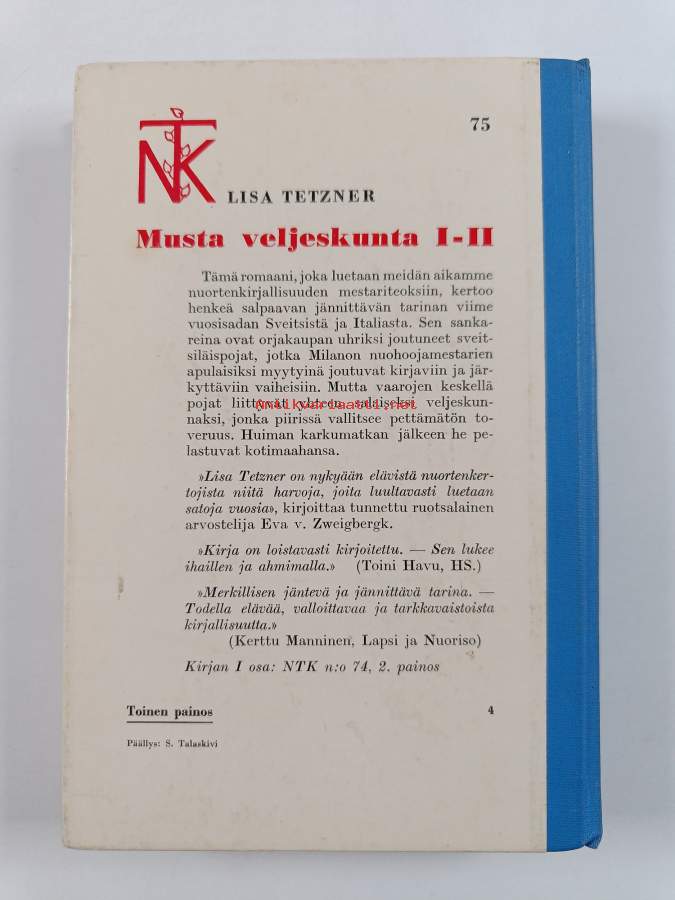 75
NTK
LISA TETZNER
Musta veljeskunta I-II
Tämä romaani, joka luetaan meidän aikamme
nuortenkirjallisuuden mestariteoksiin, kertoo
henkeä salpaavan jännittävän tarinan viime
vuosisadan Sveitsistä ja Italiasta. Sen sanka-
reina ovat orjakaupan uhriksi joutuneet sveit-
siläispojat, jotka Milanon nuohoojamestarien
apulaisiksi myytyinä joutuvat kirjaviin ja jär-
kyttäviin vaiheisiin. Mutta vaarojen keskellä
pojat liittyvät yhteen salaiseksi veljeskun-
Antikvariaatti.net
naksi, jonka piirissä vallitsee pettämätön to-
veruus. Huiman karkumatkan jälkeen he pe-
lastuvat kotimaahansa.
»Lisa Tetzner on nykyään elävistä nuortenker-
tojista niitä harvoja, joita luultavasti luetaan
satoja vuosia», kirjoittaa tunnettu ruotsalainen
arvostelija Eva v. Zweigbergk.
»Kirja on loistavasti kirjoitettu. — Sen lukee
ihaillen ja ahmimalla.» (Toini Havu, HS.)
»Merkillisen jäntevä ja jännittävä tarina. —
Todella elävää, valloittavaa ja tarkkavaistoista
kirjallisuutta.»
(Kerttu Manninen, Lapsi ja Nuoriso)
Kirjan I osa: NTK n:o 74, 2. painos
Toinen painos 4
Päällys: S. Talaskivi